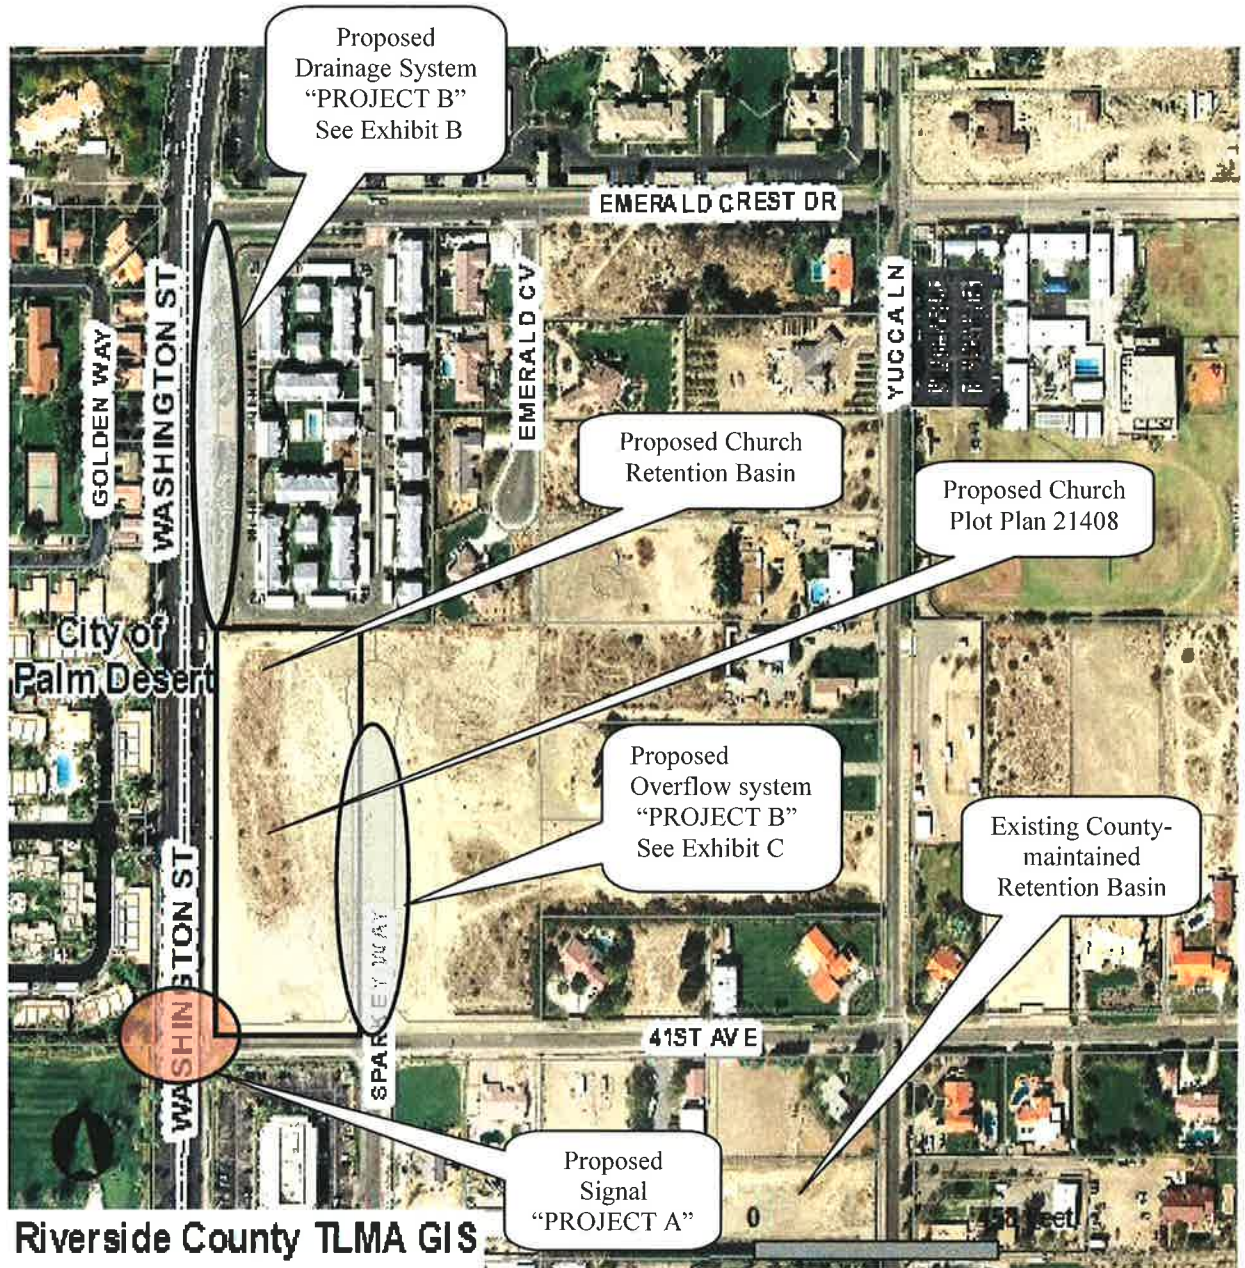 Proposed
Drainage System
“PROJECT B”
See Exhibit B
EMERALD CREST DR
WASHINGTON ST
GOLDEN WAY
EMERALD CV
YUCCA LN
Proposed Church
Retention Basin
Proposed Church
Plot Plan 21408
City of
Palm Desert
Proposed
Overflow system
“PROJECT B”
See Exhibit C
Existing County-
maintained
Retention Basin
WASHINGTON ST
WAY
41ST AVE
Proposed
Signal
“PROJECT A”
0
Feet
Riverside County TLMA GIS